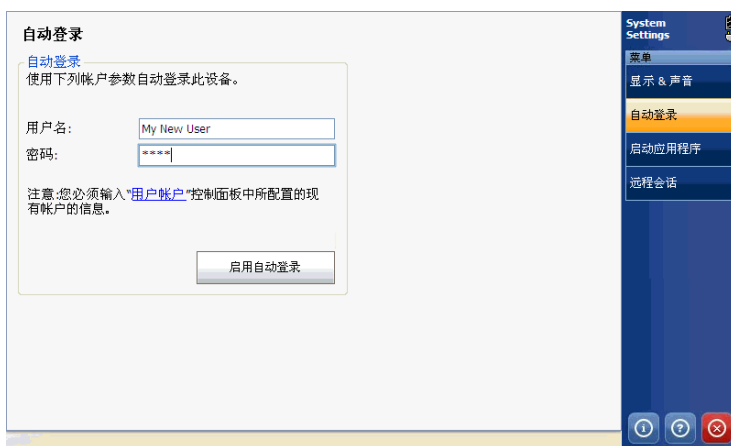 自动登录
自动登录
使用下列帐户参数自动登录此设备。
用户名:
My New User
密码:
****
注意:您必须输入"用户帐户"控制面板中所配置的现
有帐户的信息。
启用自动登录
System
Settings
菜单
显示 & 声音
自动登录
启动应用程序
远程会话